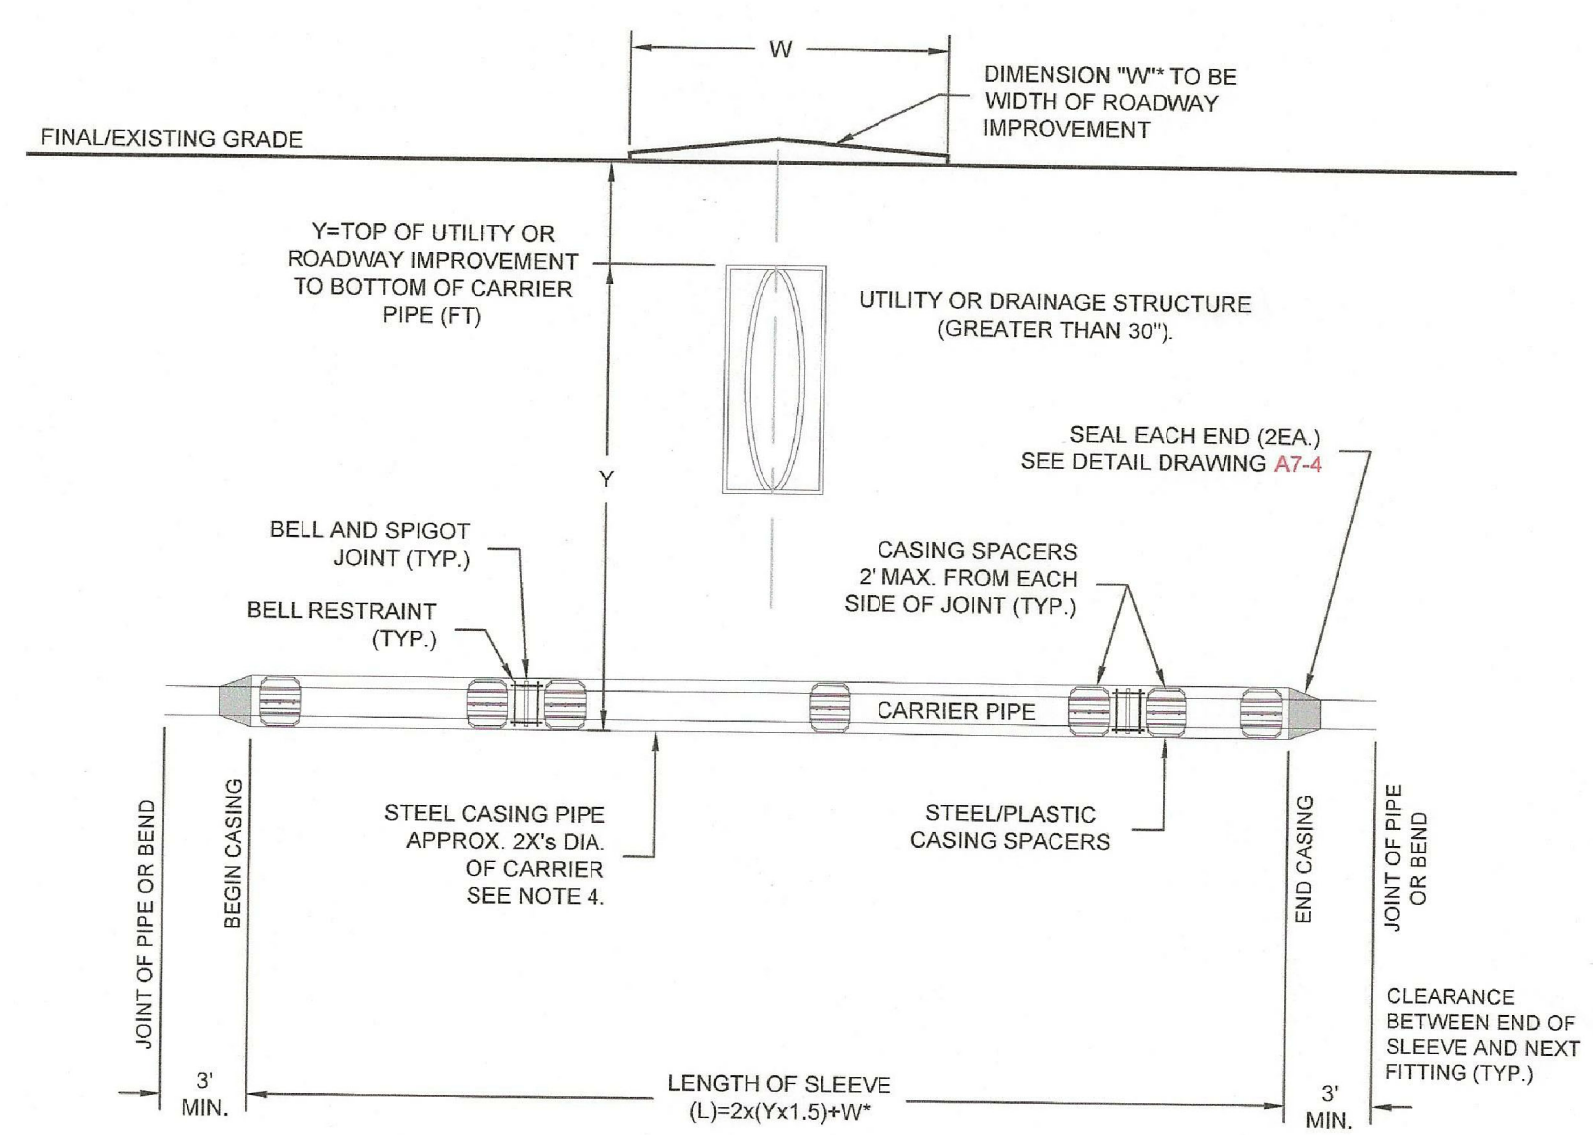 W
DIMENSION "W"* TO BE
WIDTH OF ROADWAY
IMPROVEMENT
FINAL/EXISTING GRADE
Y=TOP OF UTILITY OR
ROADWAY IMPROVEMENT
TO BOTTOM OF CARRIER
PIPE (FT)
UTILITY OR DRAINAGE STRUCTURE
(GREATER THAN 30").
SEAL EACH END (2EA.)
SEE DETAIL DRAWING A7-4
Y
BELL AND SPIGOT
JOINT (TYP.)
CASING SPACERS
2' MAX. FROM EACH
SIDE OF JOINT (TYP.)
BELL RESTRAINT
(TYP.)
CARRIER PIPE
STEEL CASING PIPE
APPROX. 2X's DIA.
OF CARRIER
SEE NOTE 4.
STEEL/PLASTIC
CASING SPACERS
JOINT OF PIPE OR BEND
BEGIN CASING
END CASING
JOINT OF PIPE
OR BEND
CLEARANCE
BETWEEN END OF
SLEEVE AND NEXT
FITTING (TYP.)
3'
MIN.
LENGTH OF SLEEVE
(L)=2x(Yx1.5)+W*
3'
MIN.